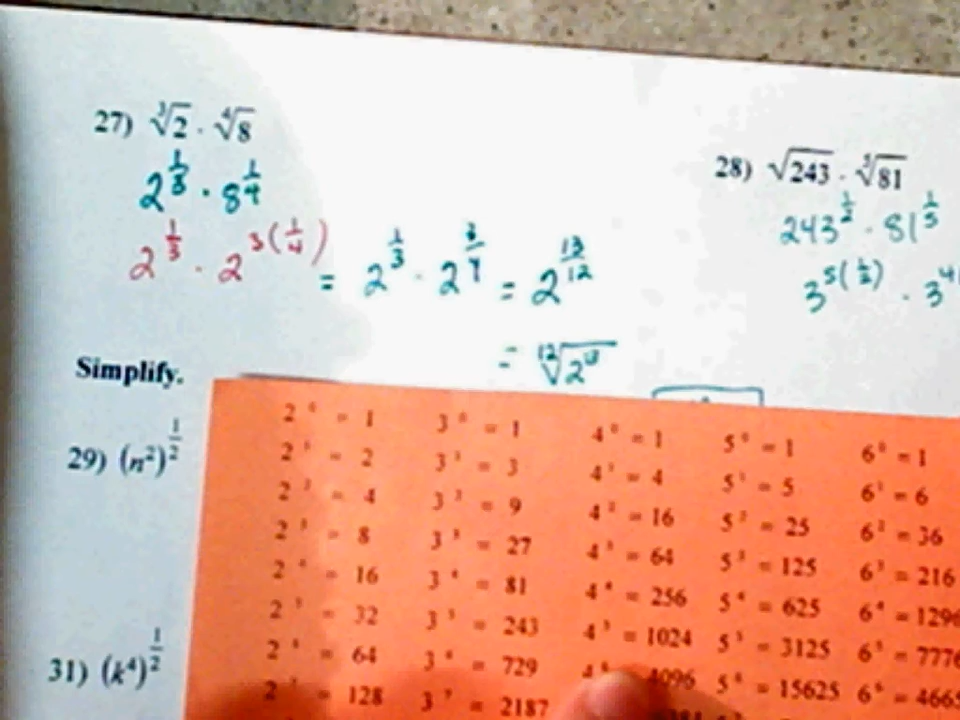 27) ∛2 · ∜8
2^(1/3) · 8^(1/4)
2^(1/3) · 2^3(1/4) = 2^(1/3) · 2^(3/4) = 2^(13/12)
= ¹²√2¹³
28) √243 · ⁵√81
243^(1/2) · 81^(1/5)
3^5(1/2) · 3^4
Simplify.
29) (n²)^(1/2)
31) (k⁴)^(1/2)
2⁰ = 1 3⁰ = 1 4⁰ = 1 5⁰ = 1 6⁰ = 1
2¹ = 2 3¹ = 3 4¹ = 4 5¹ = 5 6¹ = 6
2² = 4 3² = 9 4² = 16 5² = 25 6² = 36
2³ = 8 3³ = 27 4³ = 64 5³ = 125 6³ = 216
2⁴ = 16 3⁴ = 81 4⁴ = 256 5⁴ = 625 6⁴ = 1296
2⁵ = 32 3⁵ = 243 4⁵ = 1024 5⁵ = 3125 6⁵ = 7776
2⁶ = 64 3⁶ = 729 4⁶ = 4096 5⁶ = 15625 6⁶ = 4665
2⁷ = 128 3⁷ = 2187